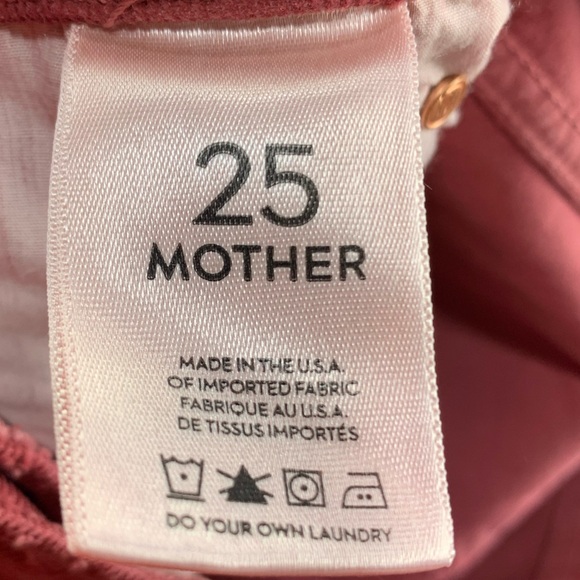 25
MOTHER
MADE IN THE U.S.A.
OF IMPORTED FABRIC
FABRIQUE AU U.S.A.
DE TISSUS IMPORTÉS
DO YOUR OWN LAUNDRY